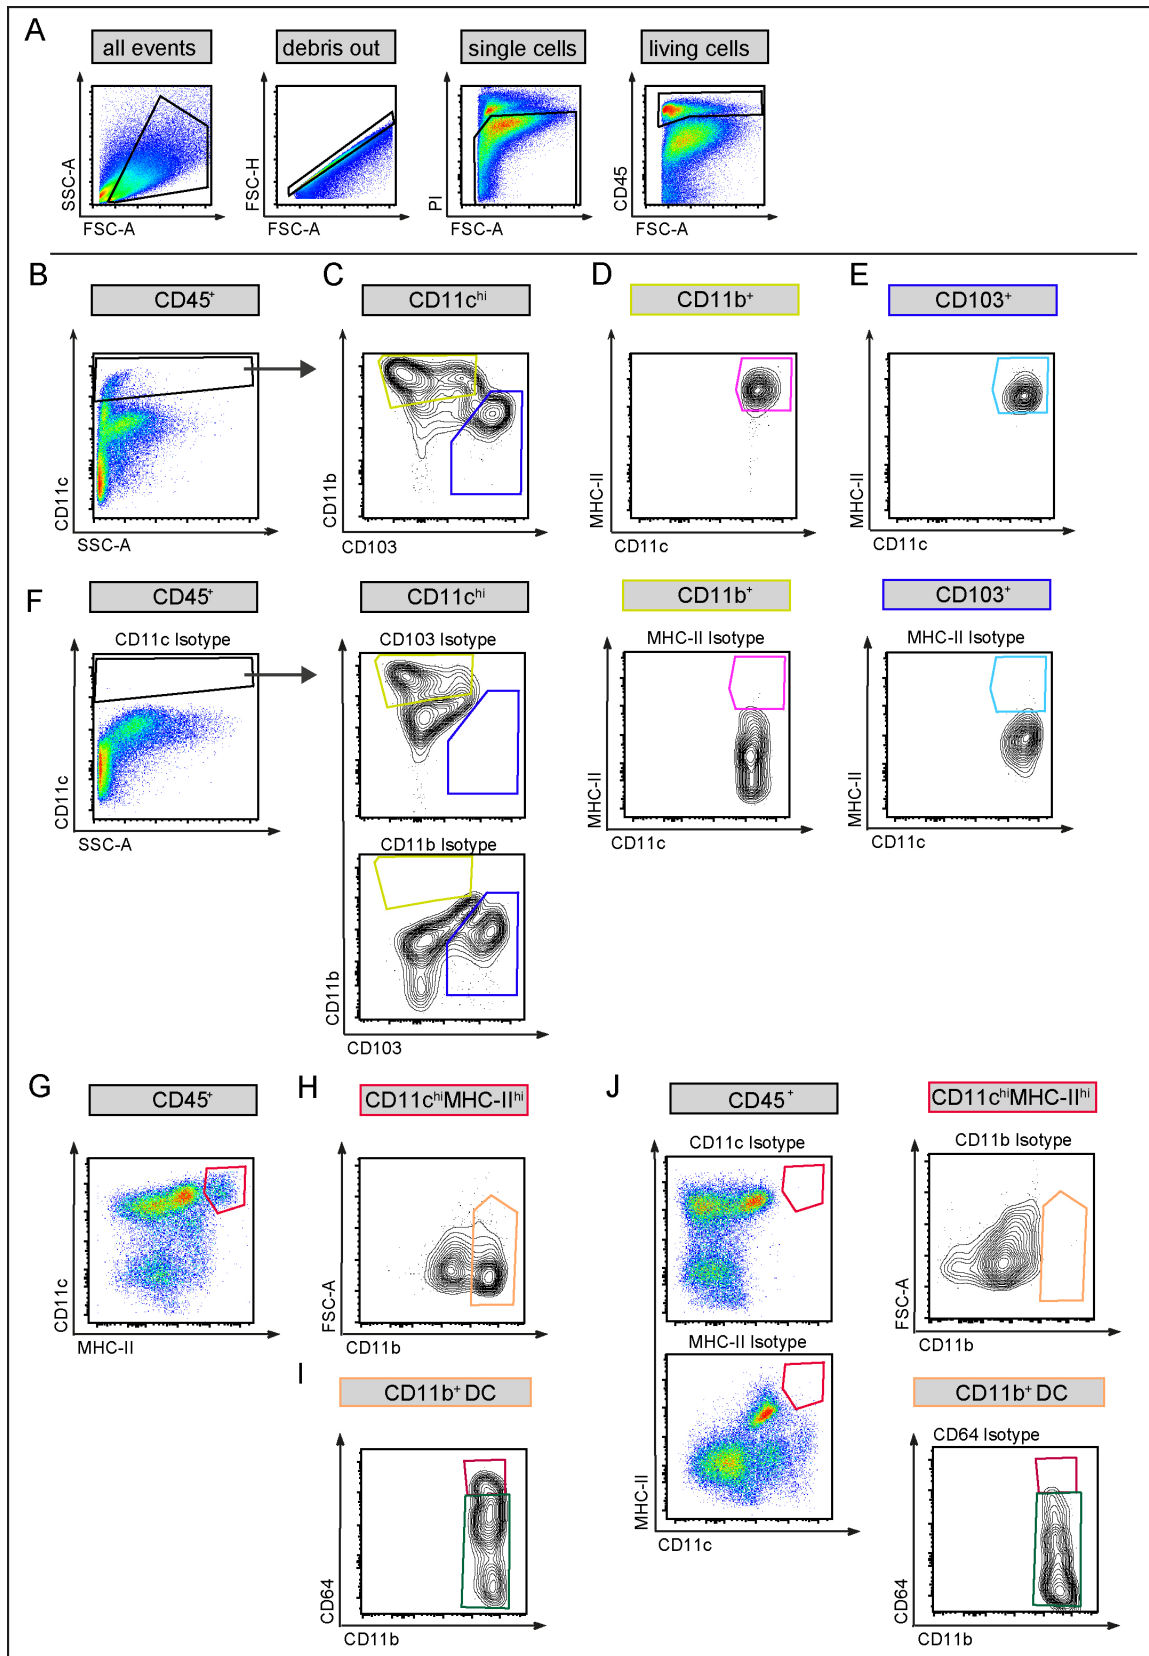 A
all events
debris out
single cells
living cells
SSC-A
FSC-A
FSC-H
FSC-A
PI
FSC-A
CD45
FSC-A
B
CD45+
CD11c
SSC-A
C
CD11chi
CD11b
CD103
D
CD11b+
MHC-II
CD11c
E
CD103+
MHC-II
CD11c
F
CD45+
CD11c Isotype
CD11c
SSC-A
CD11chi
CD103 Isotype
CD11b Isotype
CD11b
CD103
CD11b+
MHC-II Isotype
MHC-II
CD11c
CD103+
MHC-II Isotype
MHC-II
CD11c
G
CD45+
CD11c
MHC-II
H
CD11chiMHC-IIhi
FSC-A
CD11b
I
CD11b+ DC
CD64
CD11b
J
CD45+
CD11c Isotype
MHC-II Isotype
MHC-II
CD11c
CD11chiMHC-IIhi
CD11b Isotype
FSC-A
CD11b
CD11b+ DC
CD64 Isotype
CD64
CD11b